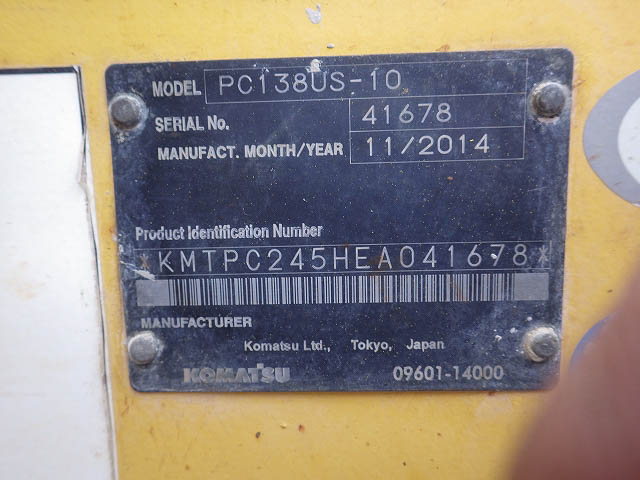 MODEL PC138US-10
SERIAL No. 41678
MANUFACT. MONTH/YEAR 11/2014
Product Identification Number
*KMTPC245HEA041678*
MANUFACTURER
Komatsu Ltd., Tokyo, Japan
KOMATSU 09601-14000